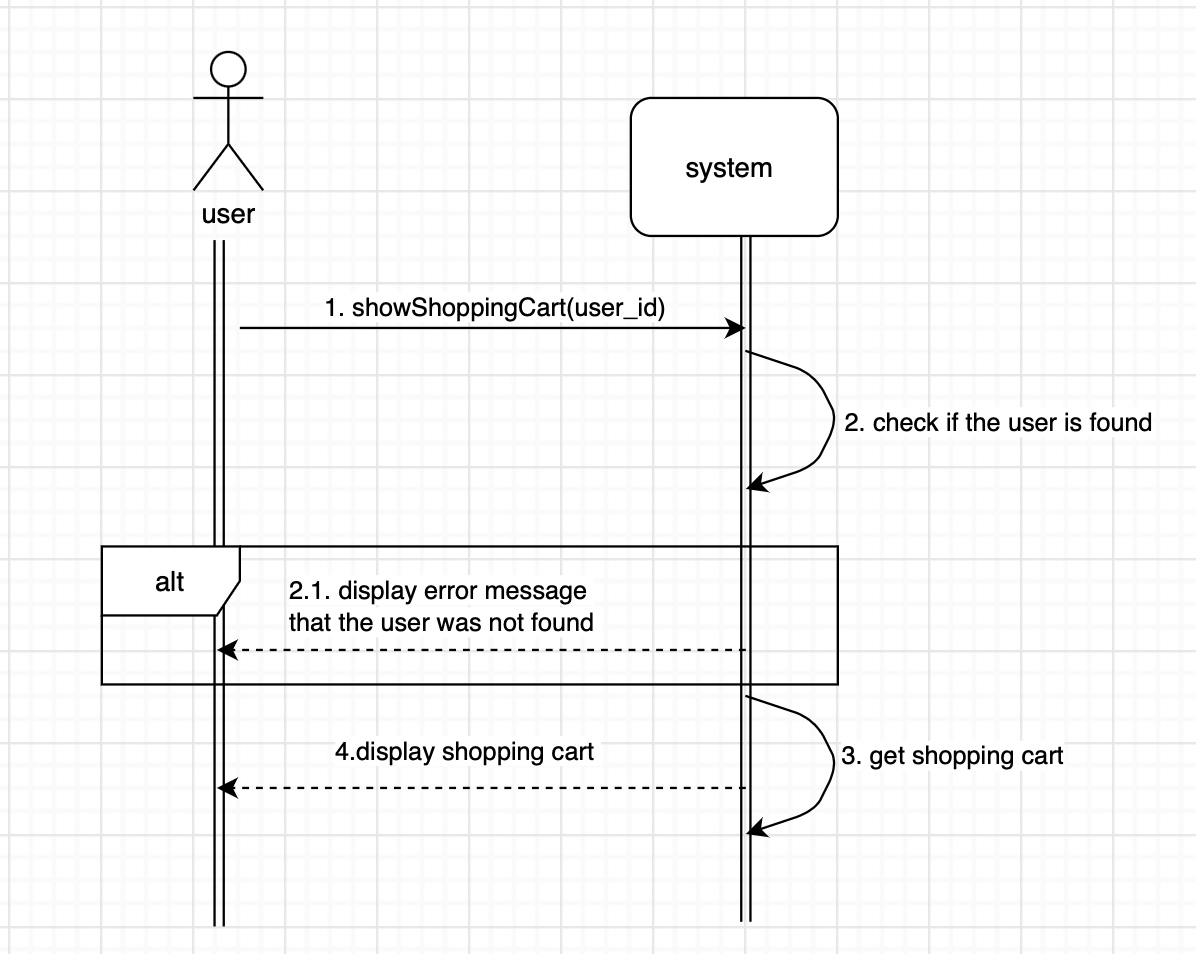 user
system
1. showShoppingCart(user_id)
2. check if the user is found
alt
2.1. display error message
that the user was not found
4.display shopping cart
3. get shopping cart